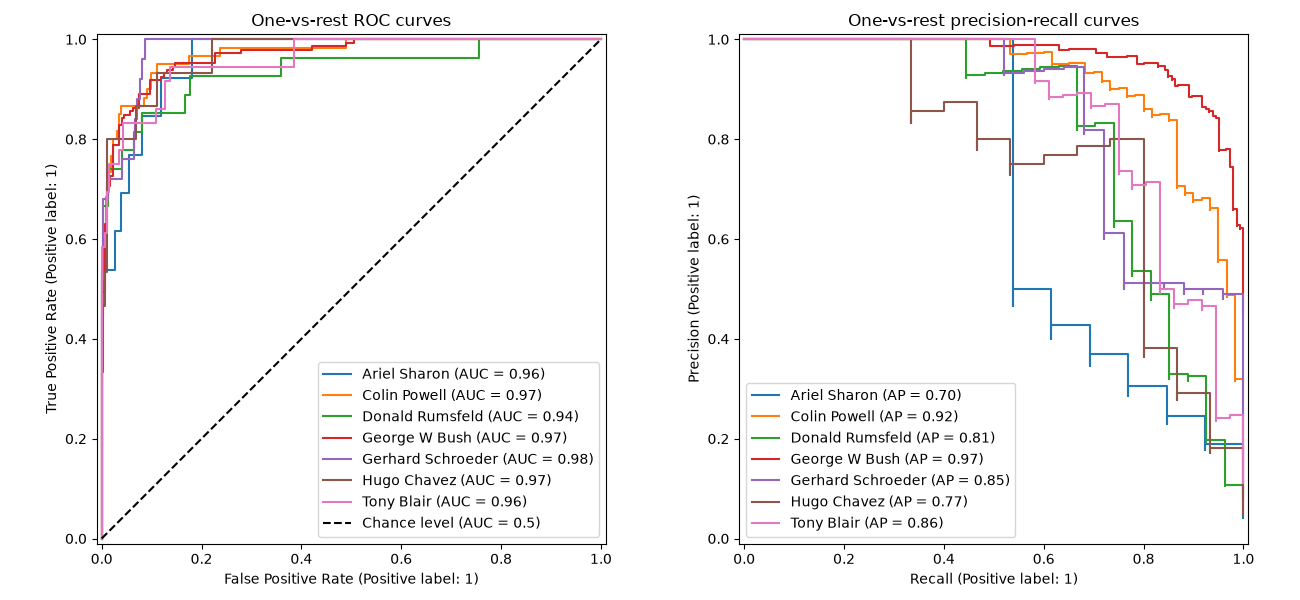 One-vs-rest ROC curves
True Positive Rate (Positive label: 1)
1.0
0.8
0.6
0.4
0.2
0.0
Ariel Sharon (AUC = 0.96)
Colin Powell (AUC = 0.97)
Donald Rumsfeld (AUC = 0.94)
George W Bush (AUC = 0.97)
Gerhard Schroeder (AUC = 0.98)
Hugo Chavez (AUC = 0.97)
Tony Blair (AUC = 0.96)
Chance level (AUC = 0.5)
0.0 0.2 0.4 0.6 0.8 1.0
False Positive Rate (Positive label: 1)
One-vs-rest precision-recall curves
Precision (Positive label: 1)
1.0
0.8
0.6
0.4
0.2
0.0
Ariel Sharon (AP = 0.70)
Colin Powell (AP = 0.92)
Donald Rumsfeld (AP = 0.81)
George W Bush (AP = 0.97)
Gerhard Schroeder (AP = 0.85)
Hugo Chavez (AP = 0.77)
Tony Blair (AP = 0.86)
0.0 0.2 0.4 0.6 0.8 1.0
Recall (Positive label: 1)